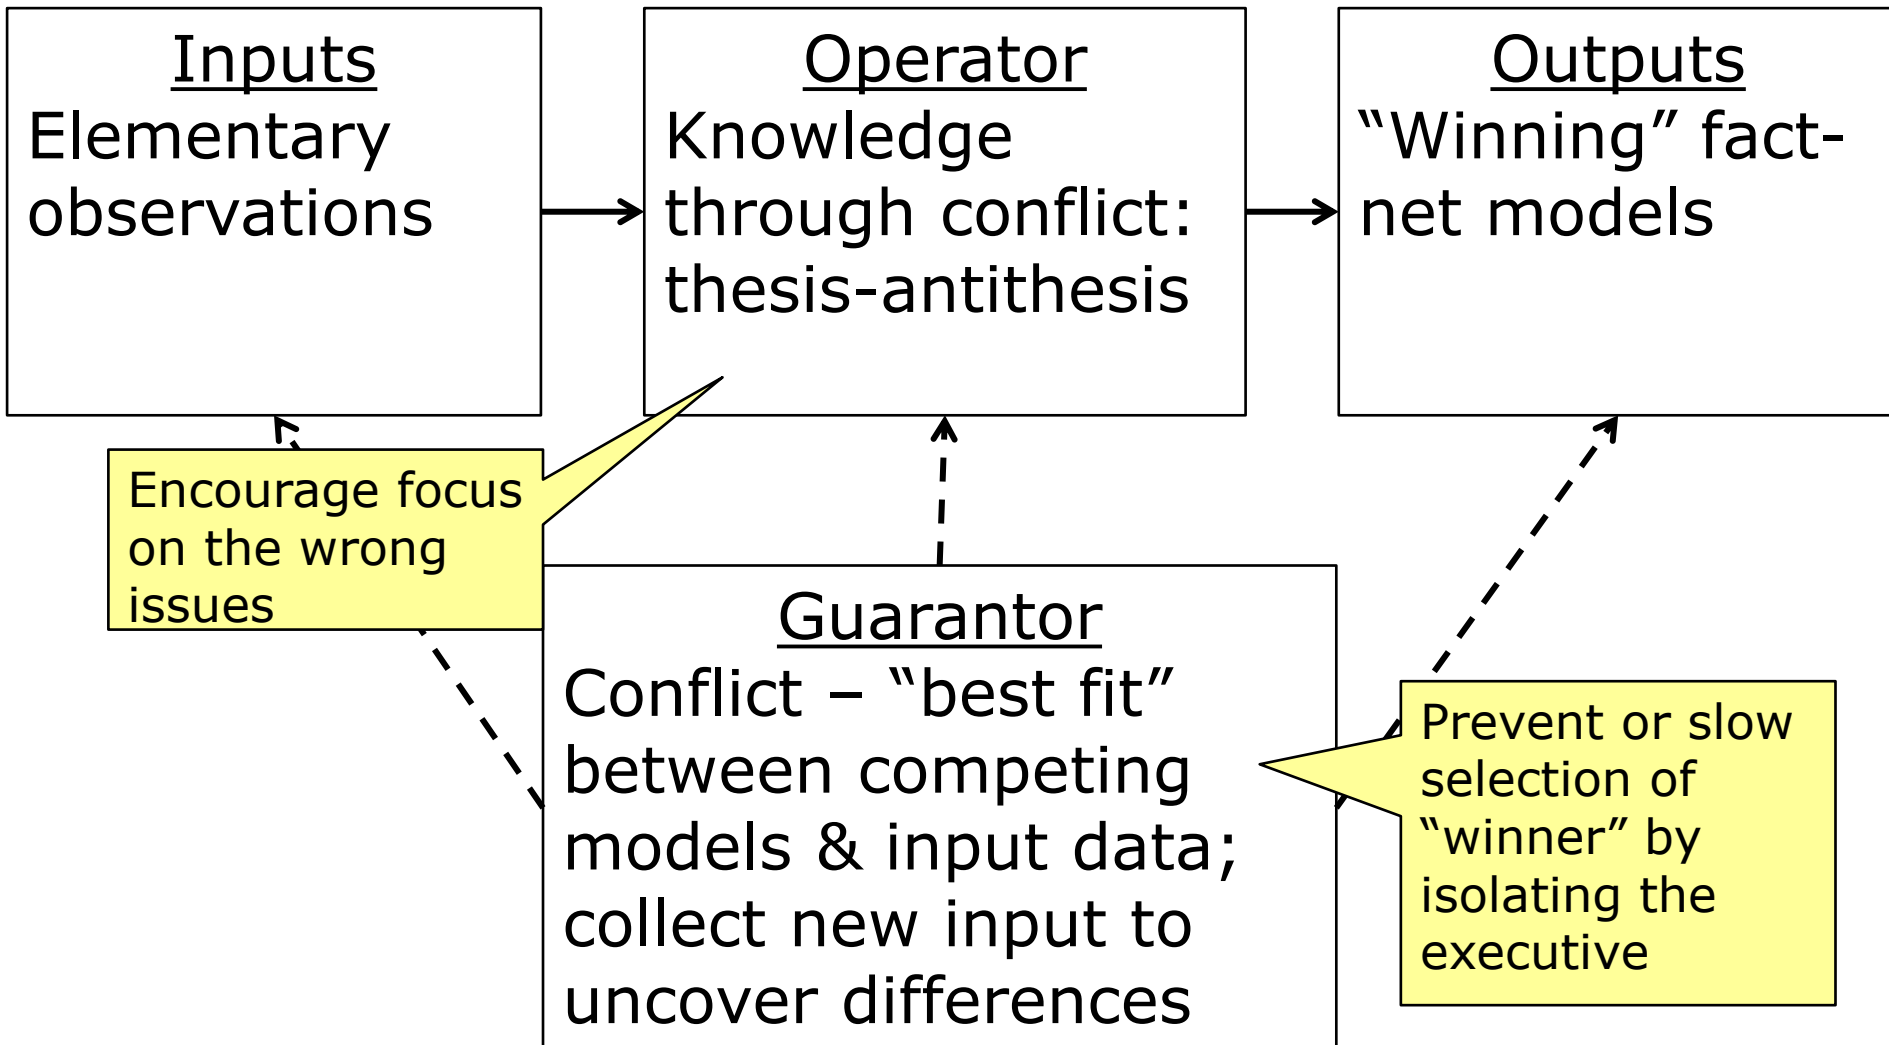 Inputs
Elementary
observations
Operator
Knowledge
through conflict:
thesis-antithesis
Outputs
“Winning” fact-
net models
Encourage focus
on the wrong
issues
Guarantor
Conflict – “best fit”
between competing
models & input data;
collect new input to
uncover differences
Prevent or slow
selection of
“winner” by
isolating the
executive